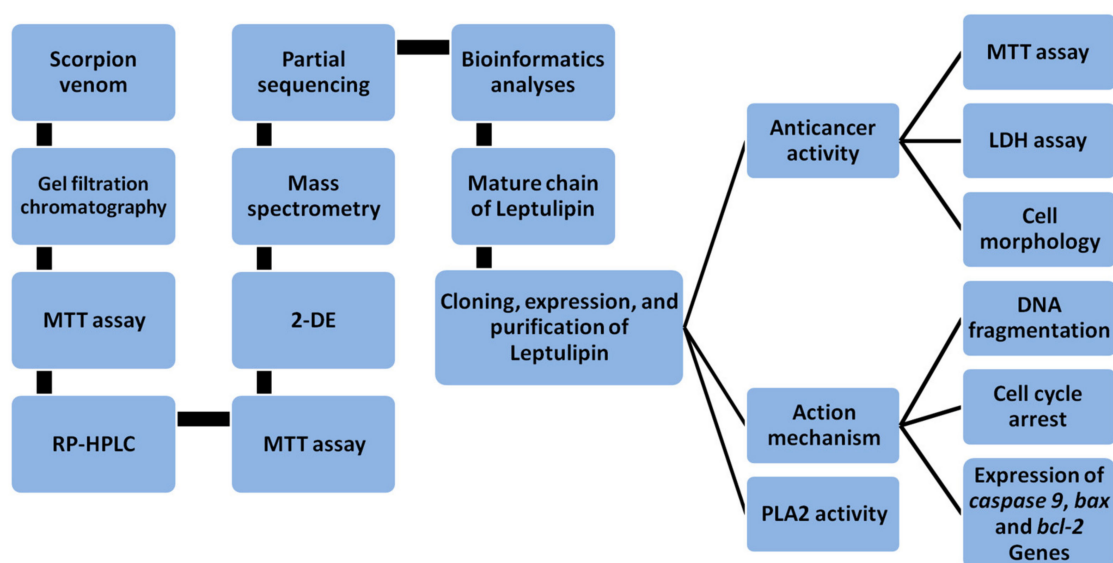 Scorpion
venom
Gel filtration
chromatography
MTT assay
RP-HPLC
MTT assay
2-DE
Mass
spectrometry
Partial
sequencing
Bioinformatics
analyses
Mature chain
of Leptulipin
Cloning, expression, and
purification of
Leptulipin
Anticancer
activity
MTT assay
LDH assay
Cell
morphology
Action
mechanism
DNA
fragmentation
Cell cycle
arrest
Expression of
caspase 9, bax
and bcl-2
Genes
PLA2 activity